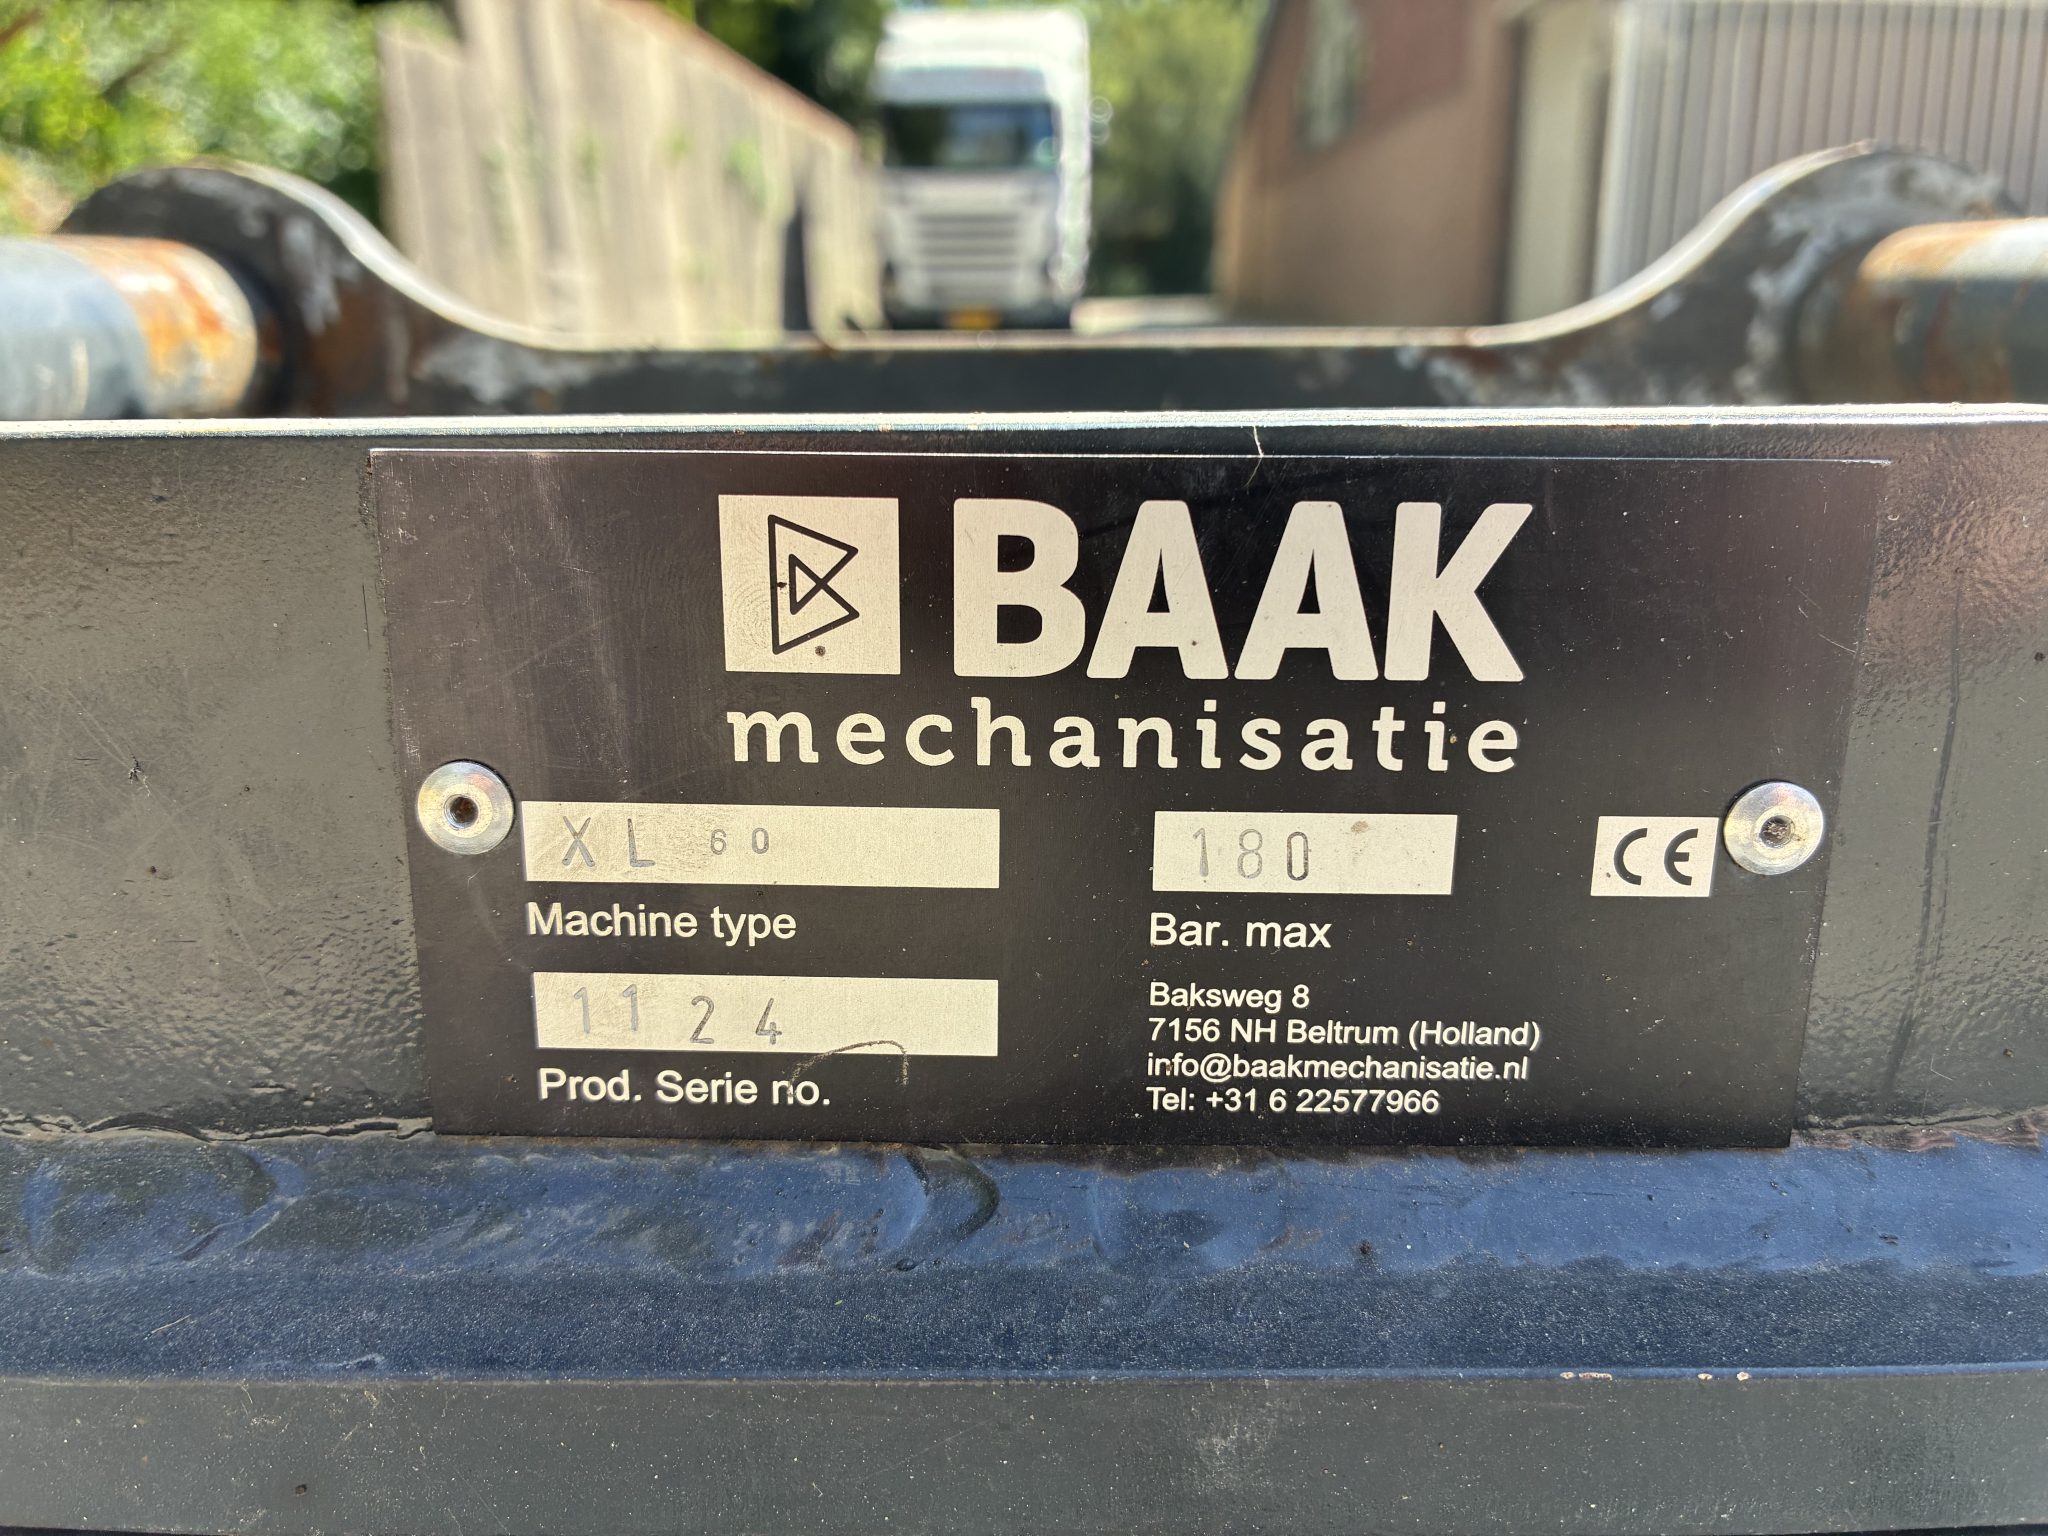 BAAK
mechanisatie
XL 60
Machine type
180
Bar. max
CE
1124
Prod. Serie no.
Baksweg 8
7156 NH Beltrum (Holland)
info@baakmechanisatie.nl
Tel: +31 6 22577966